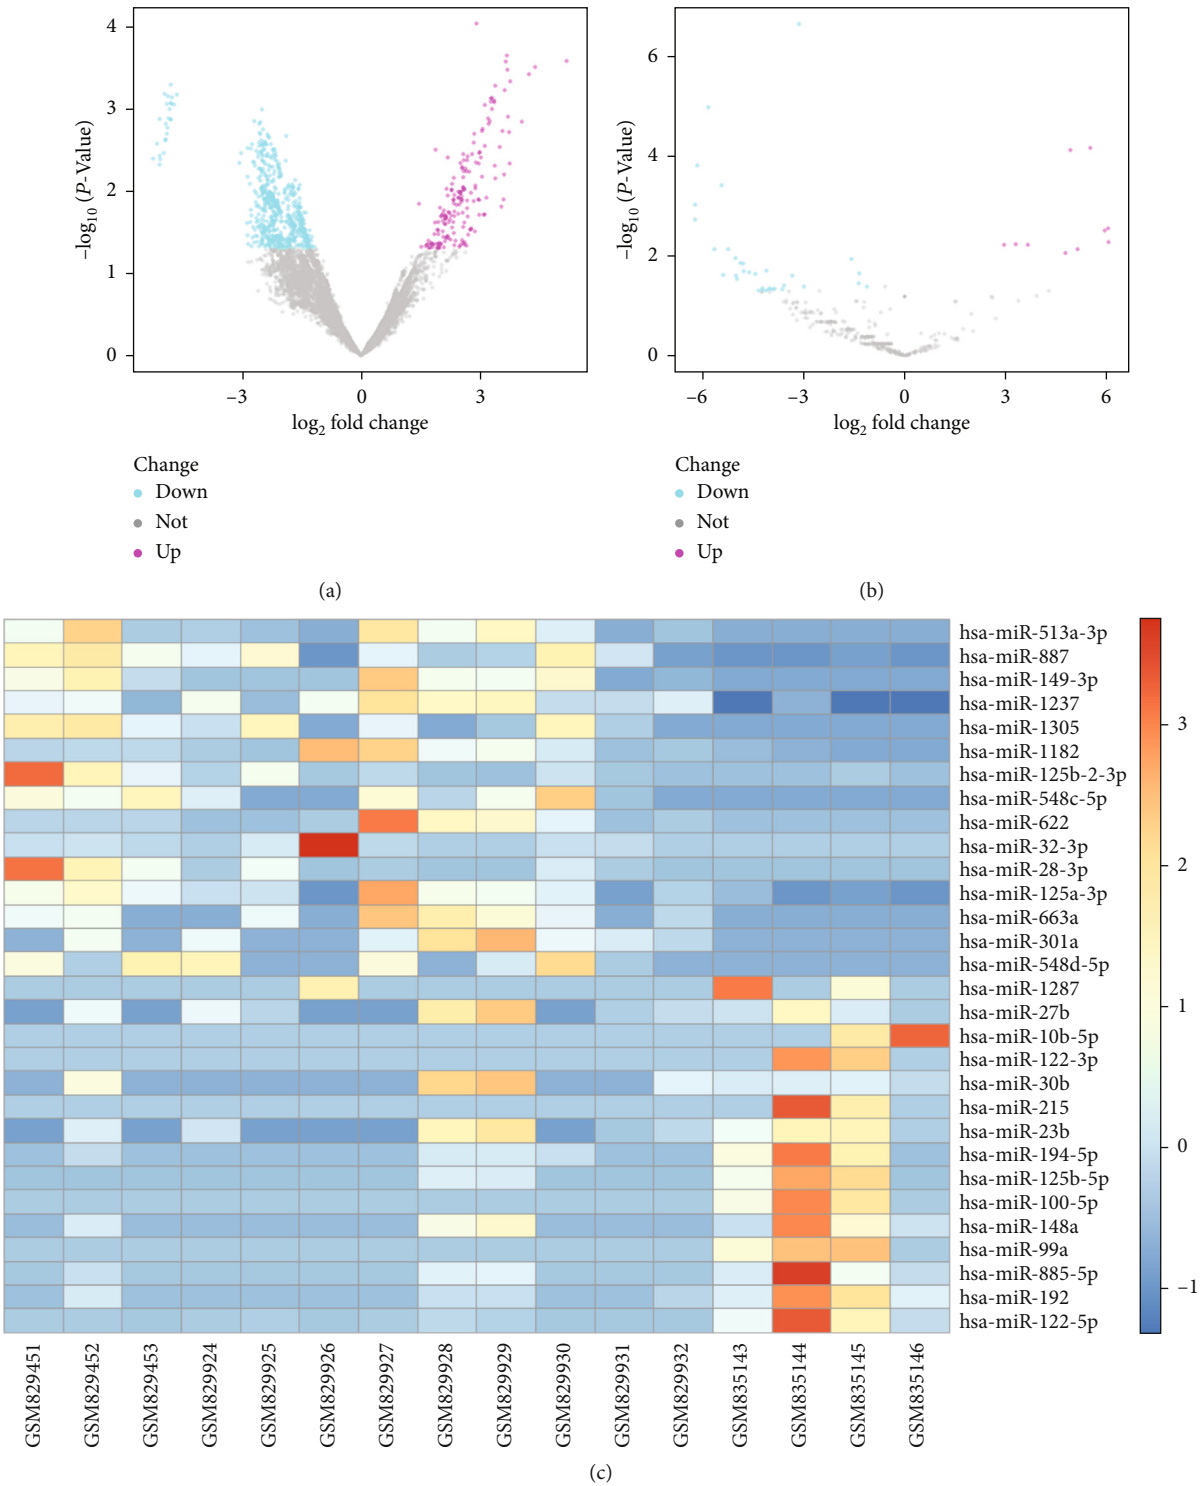 4
3
2
1
0
–log10 (P-Value)
–3
0
3
log2 fold change
Change
Down
Not
Up
(a)
6
4
2
0
–log10 (P-Value)
–6
–3
0
3
6
log2 fold change
Change
Down
Not
Up
(b)
hsa-miR-513a-3p
hsa-miR-887
hsa-miR-149-3p
hsa-miR-1237
hsa-miR-1305
hsa-miR-1182
hsa-miR-125b-2-3p
hsa-miR-548c-5p
hsa-miR-622
hsa-miR-32-3p
hsa-miR-28-3p
hsa-miR-125a-3p
hsa-miR-663a
hsa-miR-301a
hsa-miR-548d-5p
hsa-miR-1287
hsa-miR-27b
hsa-miR-10b-5p
hsa-miR-122-3p
hsa-miR-30b
hsa-miR-215
hsa-miR-23b
hsa-miR-194-5p
hsa-miR-125b-5p
hsa-miR-100-5p
hsa-miR-148a
hsa-miR-99a
hsa-miR-885-5p
hsa-miR-192
hsa-miR-122-5p
3
2
1
0
–1
GSM829451
GSM829452
GSM829453
GSM829924
GSM829925
GSM829926
GSM829927
GSM829928
GSM829929
GSM829930
GSM829931
GSM829932
GSM835143
GSM835144
GSM835145
GSM835146
(c)